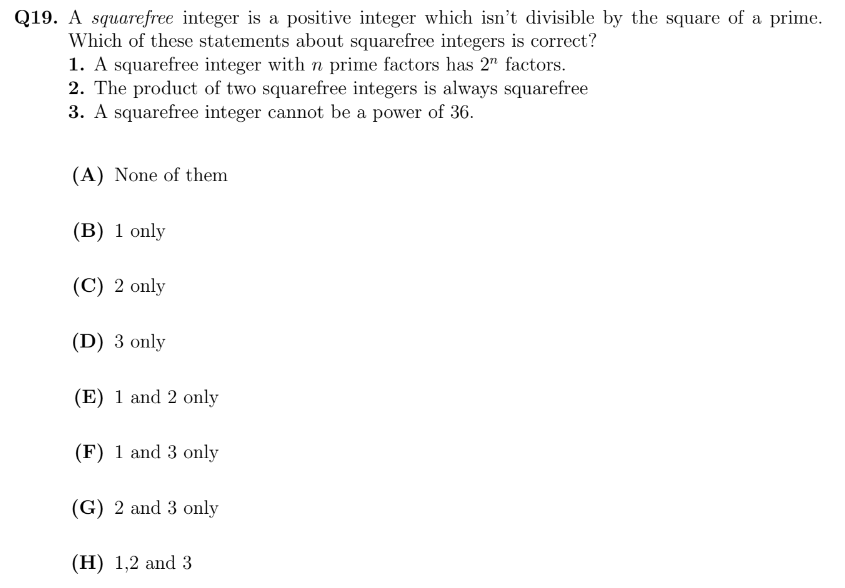 Q19. A squarefree integer is a positive integer which isn't divisible by the square of a prime.
Which of these statements about squarefree integers is correct?
1. A squarefree integer with n prime factors has 2ⁿ factors.
2. The product of two squarefree integers is always squarefree
3. A squarefree integer cannot be a power of 36.
(A) None of them
(B) 1 only
(C) 2 only
(D) 3 only
(E) 1 and 2 only
(F) 1 and 3 only
(G) 2 and 3 only
(H) 1,2 and 3